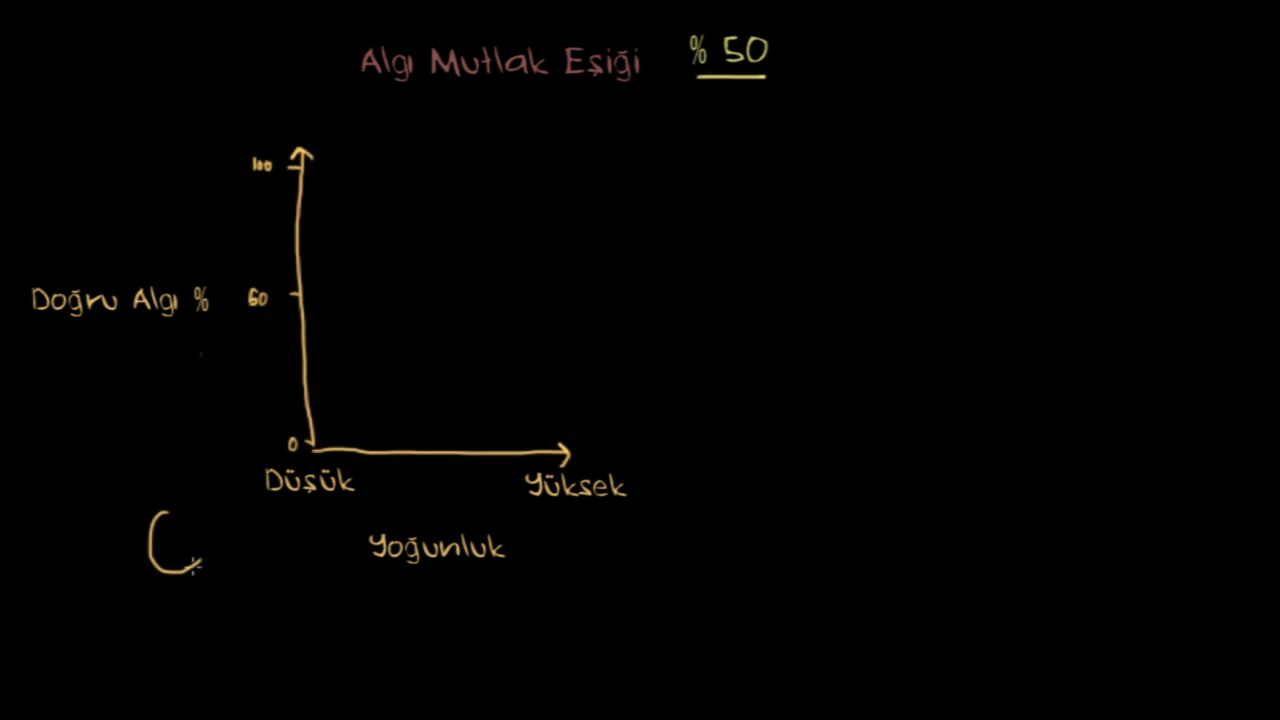 Algı Mutlak Eşiği % 50
100
Doğru Algı % 50
0
Düşük Yüksek
Yoğunluk